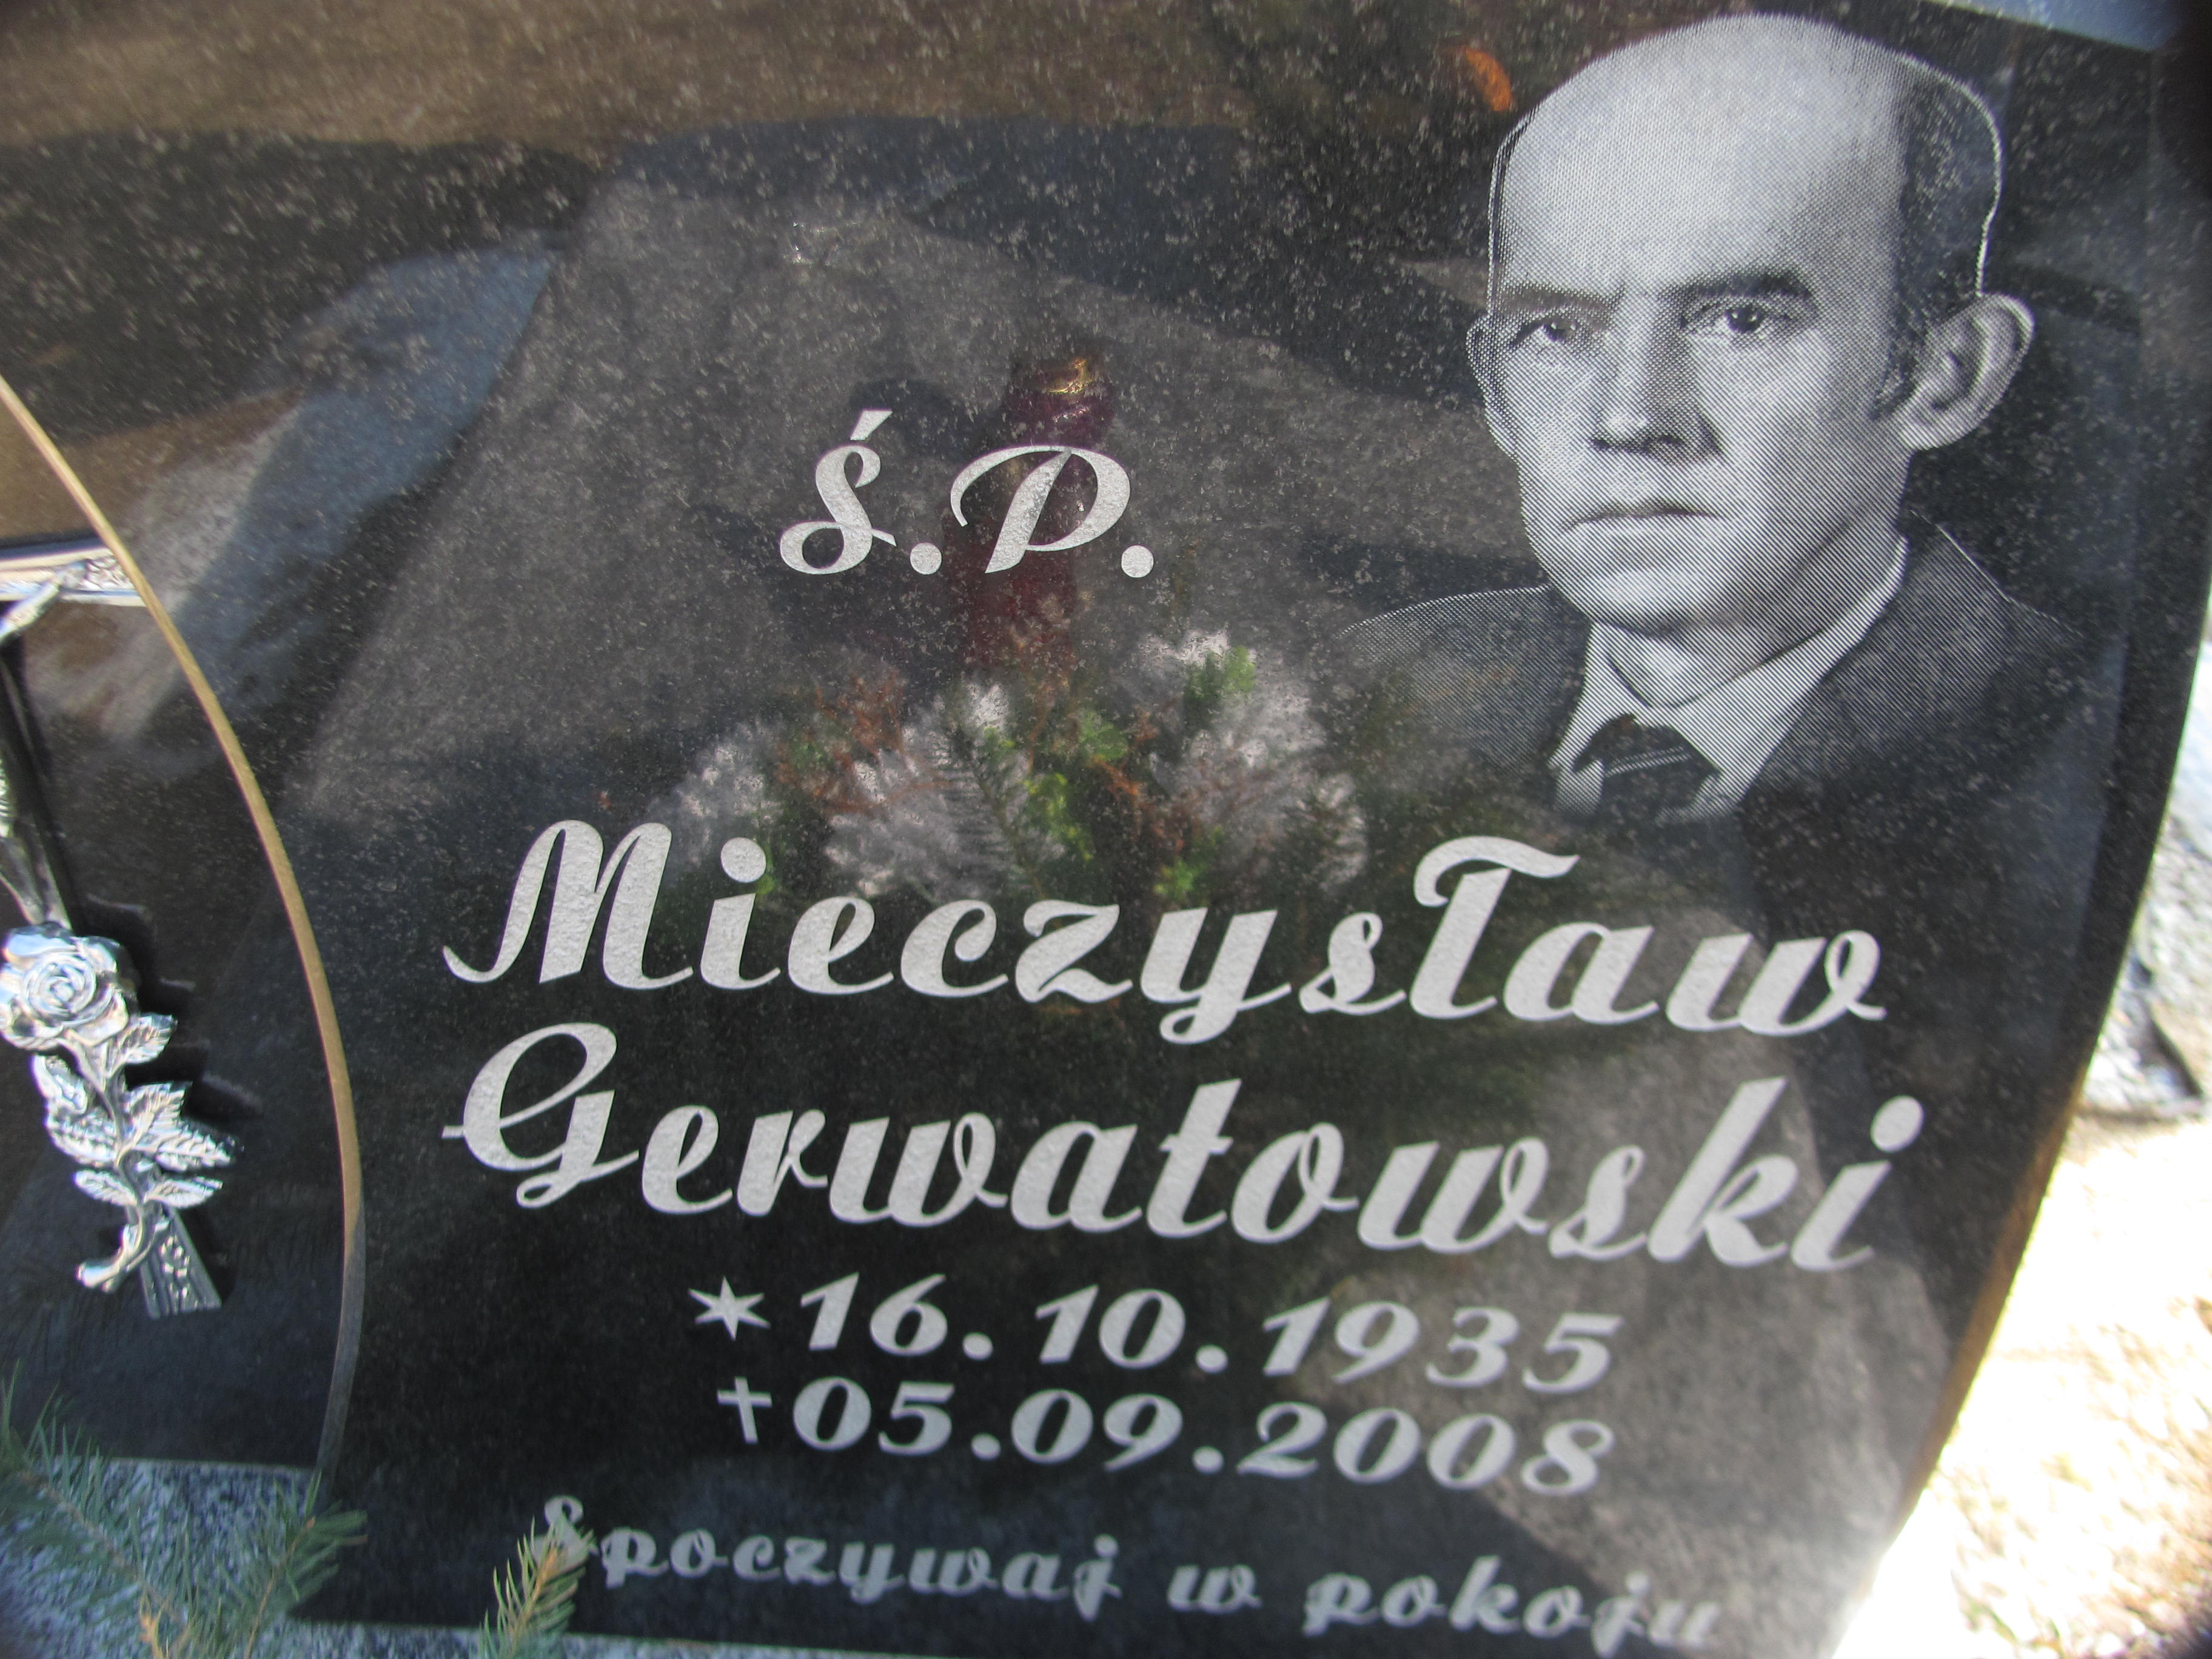 Ś.P.
Mieczysław
Gerwatowski
*16.10.1935
†05.09.2008
Spoczywaj w pokoju